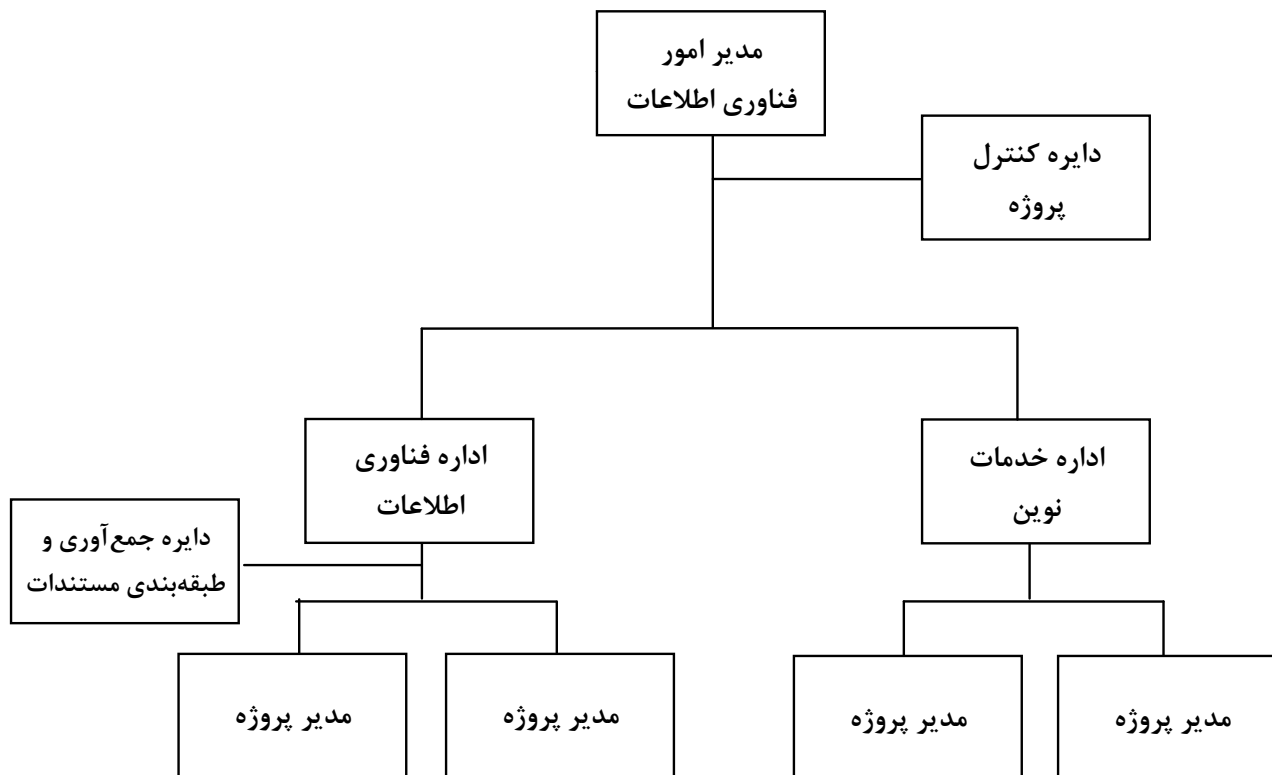 مدیر امور
فناوری اطلاعات
دایره کنترل
پروژه
اداره خدمات
نوین
اداره فناوری
اطلاعات
دایره جمع‌آوری و
طبقه‌بندی مستندات
مدیر پروژه
مدیر پروژه
مدیر پروژه
مدیر پروژه